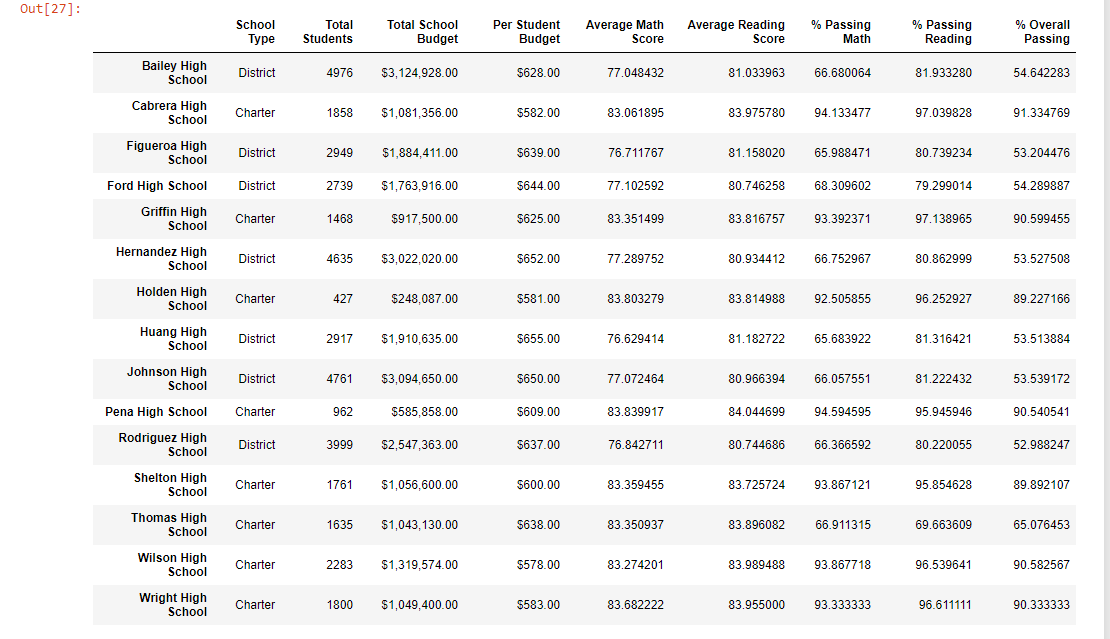 Out[27]:
School Type Total Students Total School Budget Per Student Budget Average Math Score Average Reading Score % Passing Math % Passing Reading % Overall Passing
Bailey High School District 4976 $3,124,928.00 $628.00 77.048432 81.033963 66.680064 81.933280 54.642283
Cabrera High School Charter 1858 $1,081,356.00 $582.00 83.061895 83.975780 94.133477 97.039828 91.334769
Figueroa High School District 2949 $1,884,411.00 $639.00 76.711767 81.158020 65.988471 80.739234 53.204476
Ford High School District 2739 $1,763,916.00 $644.00 77.102592 80.746258 68.309602 79.299014 54.289887
Griffin High School Charter 1468 $917,500.00 $625.00 83.351499 83.816757 93.392371 97.138965 90.599455
Hernandez High School District 4635 $3,022,020.00 $652.00 77.289752 80.934412 66.752967 80.862999 53.527508
Holden High School Charter 427 $248,087.00 $581.00 83.803279 83.814988 92.505855 96.252927 89.227166
Huang High School District 2917 $1,910,635.00 $655.00 76.629414 81.182722 65.683922 81.316421 53.513884
Johnson High School District 4761 $3,094,650.00 $650.00 77.072464 80.966394 66.057551 81.222432 53.539172
Pena High School Charter 962 $585,858.00 $609.00 83.839917 84.044699 94.594595 95.945946 90.540541
Rodriguez High School District 3999 $2,547,363.00 $637.00 76.842711 80.744686 66.366592 80.220055 52.988247
Shelton High School Charter 1761 $1,056,600.00 $600.00 83.359455 83.725724 93.867121 95.854628 89.892107
Thomas High School Charter 1635 $1,043,130.00 $638.00 83.350937 83.896082 66.911315 69.663609 65.076453
Wilson High School Charter 2283 $1,319,574.00 $578.00 83.274201 83.989488 93.867718 96.539641 90.582567
Wright High School Charter 1800 $1,049,400.00 $583.00 83.682222 83.955000 93.333333 96.611111 90.333333